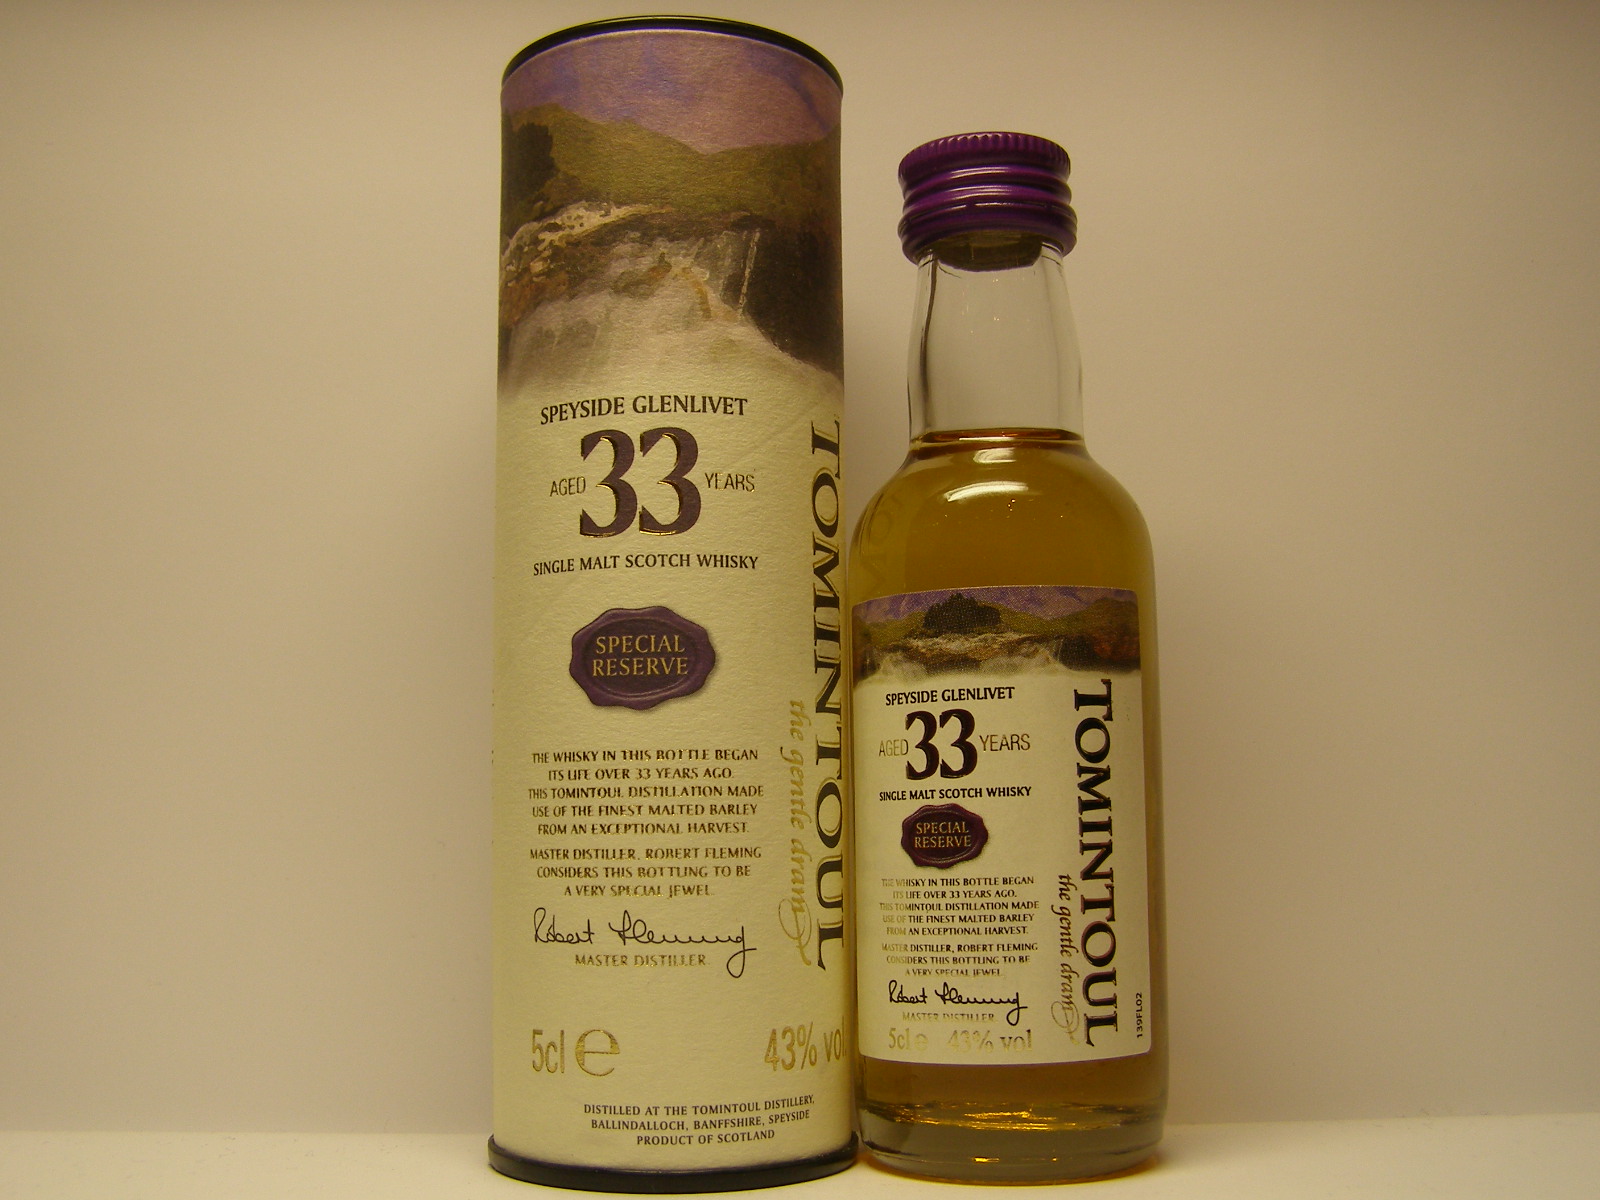 SPEYSIDE GLENLIVET
AGED 33 YEARS
SINGLE MALT SCOTCH WHISKY
SPECIAL
RESERVE
THE WHISKY IN THIS BOTTLE BEGAN
ITS LIFE OVER 33 YEARS AGO.
THIS TOMINTOUL DISTILLATION MADE
USE OF THE FINEST MALTED BARLEY
FROM AN EXCEPTIONAL HARVEST.
MASTER DISTILLER, ROBERT FLEMING
CONSIDERS THIS BOTTLING TO BE
A VERY SPECIAL JEWEL.
Robert Fleming
MASTER DISTILLER
5cl e 43% vol
DISTILLED AT THE TOMINTOUL DISTILLERY,
BALLINDALLOCH, BANFFSHIRE, SPEYSIDE
PRODUCT OF SCOTLAND
TOMINTOUL
the gentle dram
SPEYSIDE GLENLIVET
AGED 33 YEARS
SINGLE MALT SCOTCH WHISKY
SPECIAL
RESERVE
THE WHISKY IN THIS BOTTLE BEGAN
ITS LIFE OVER 33 YEARS AGO.
THIS TOMINTOUL DISTILLATION MADE
USE OF THE FINEST MALTED BARLEY
FROM AN EXCEPTIONAL HARVEST.
MASTER DISTILLER, ROBERT FLEMING
CONSIDERS THIS BOTTLING TO BE
A VERY SPECIAL JEWEL.
Robert Fleming
MASTER DISTILLER
5cl e 43% vol
TOMINTOUL
the gentle dram
139FL02